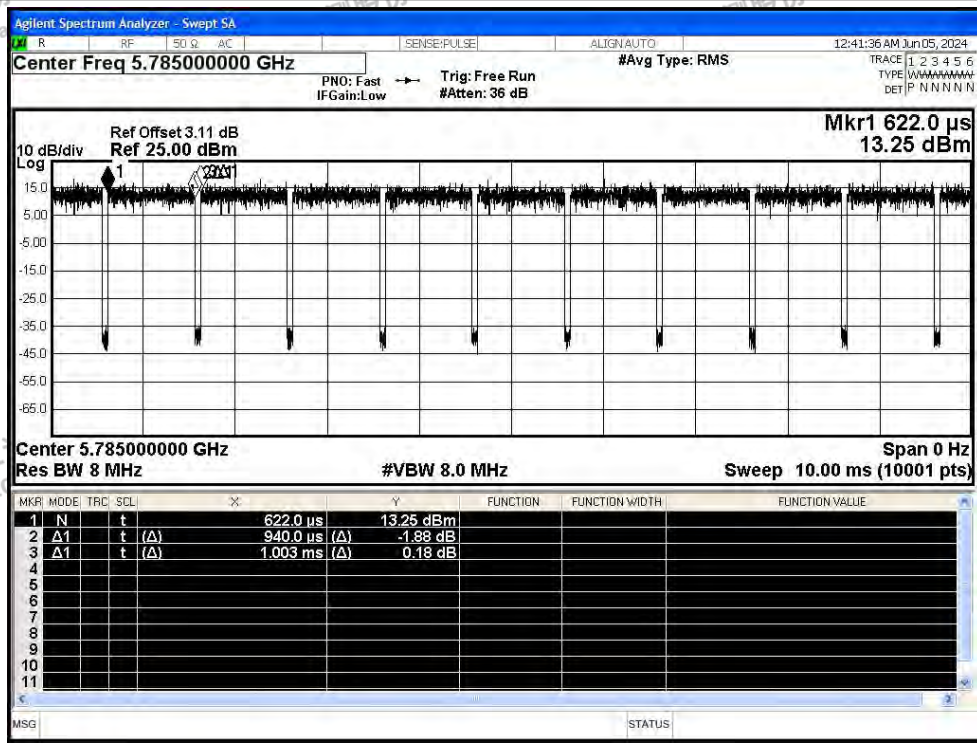 Agilent Spectrum Analyzer - Swept SA
R RF 50 Ω AC SENSE:PULSE ALIGN AUTO 12:41:36 AM Jun 05, 2024
Center Freq 5.785000000 GHz
#Avg Type: RMS
TRACE 1 2 3 4 5 6
PNO: Fast
Trig: Free Run
TYPE
IFGain:Low
#Atten: 36 dB
DET P N N N N N
Mkr1 622.0 µs
Ref Offset 3.11 dB
13.25 dBm
10 dB/div Ref 25.00 dBm
Log
1
15.0
5.00
-5.00
-15.0
-25.0
-35.0
-45.0
-55.0
-65.0
Center 5.785000000 GHz Span 0 Hz
Res BW 8 MHz #VBW 8.0 MHz Sweep 10.00 ms (10001 pts)
MKR MODE TRC SCL X Y FUNCTION FUNCTION WIDTH FUNCTION VALUE
1 N t 622.0 µs 13.25 dBm
2 Δ1 t (Δ) 940.0 µs (Δ) -1.88 dB
3 Δ1 t (Δ) 1.003 ms (Δ) 0.18 dB
4
5
6
7
8
9
10
11
MSG STATUS